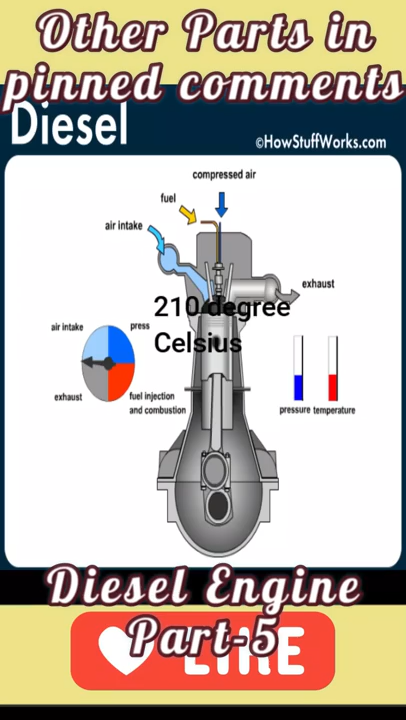 Other Parts in
pinned comments
Diesel
©HowStuffWorks.com
compressed air
fuel
air intake
exhaust
210 degree
Celsius
air intake
press
exhaust
fuel injection
and combustion
pressure temperature
Diesel Engine
Part-5
LIKE